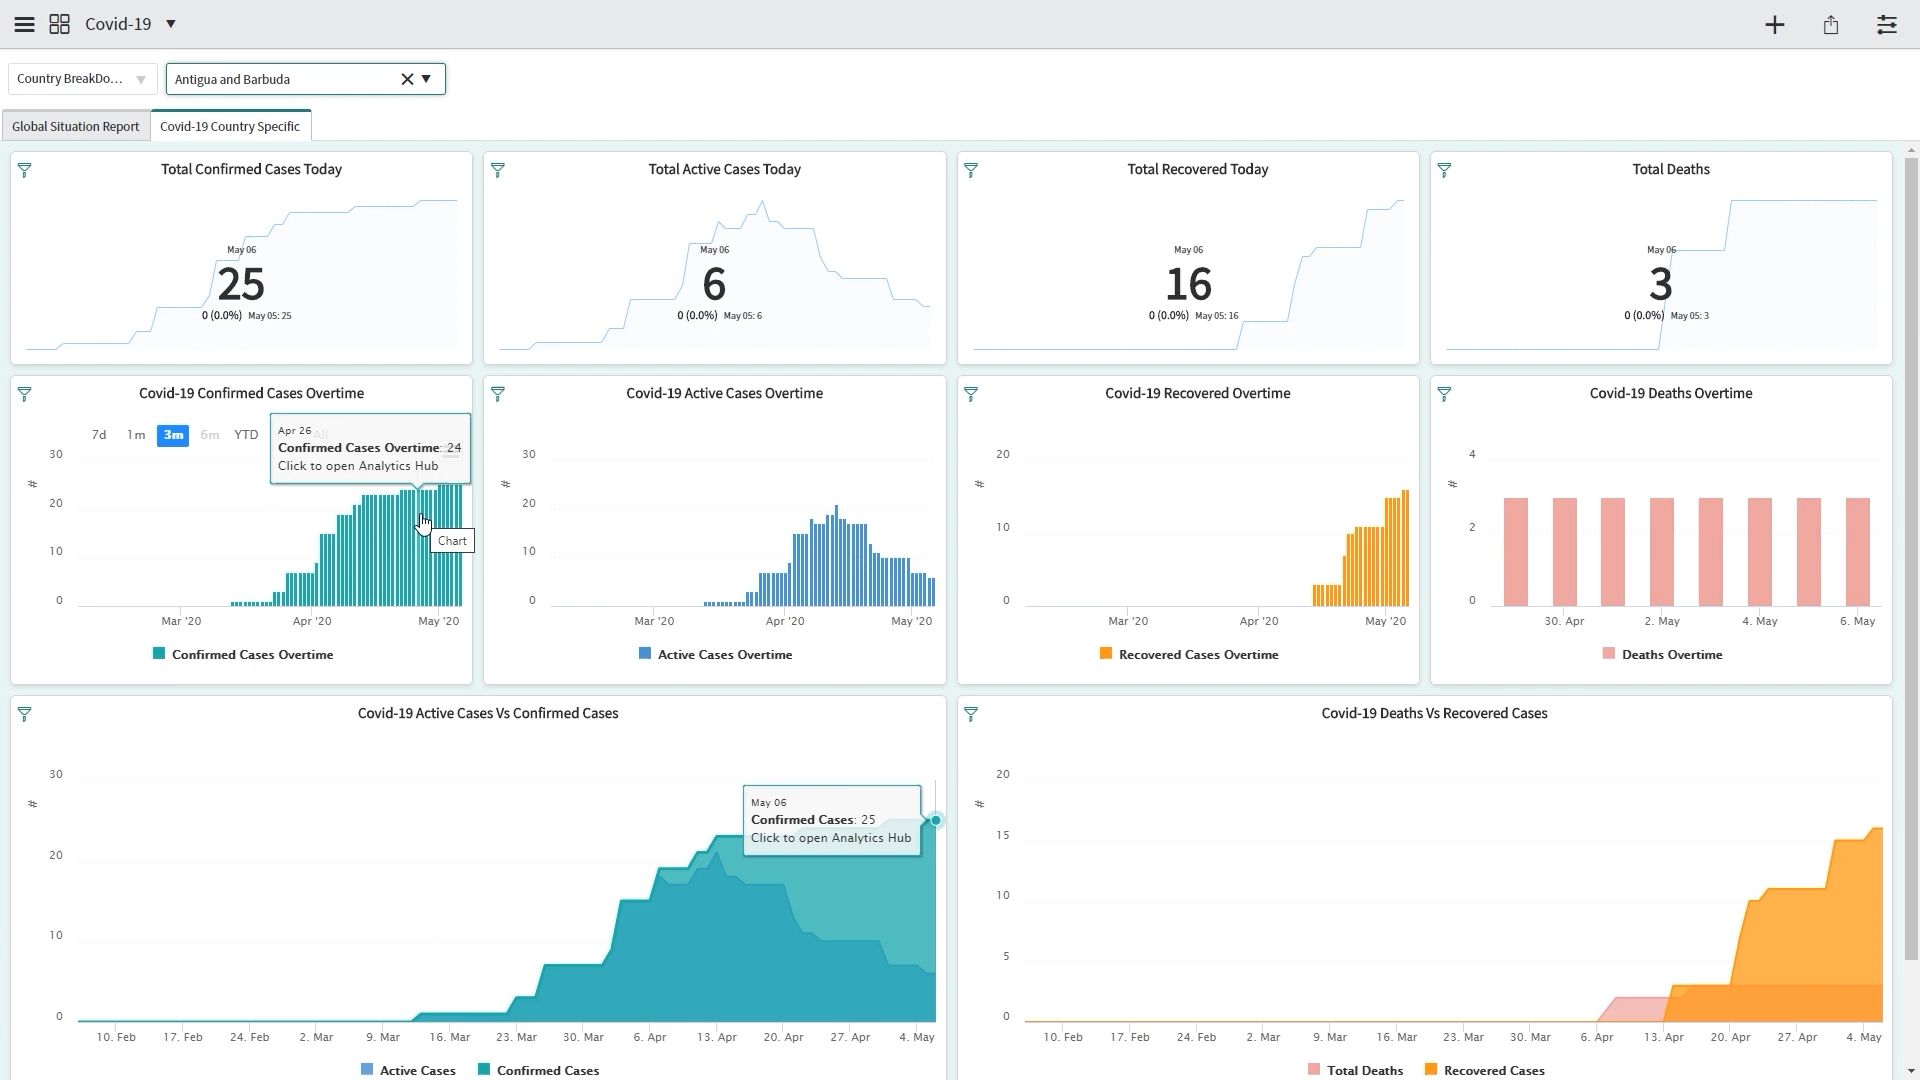 Covid-19
Country BreakDo...
Antigua and Barbuda
Global Situation Report
Covid-19 Country Specific
Total Confirmed Cases Today
May 06
25
0 (0.0%) May 05: 25
Total Active Cases Today
May 06
6
0 (0.0%) May 05: 6
Total Recovered Today
May 06
16
0 (0.0%) May 05: 16
Total Deaths
May 06
3
0 (0.0%) May 05: 3
Covid-19 Confirmed Cases Overtime
7d 1m 3m 6m YTD All
Apr 26
Confirmed Cases Overtime: 24
Click to open Analytics Hub
Chart
#
30
20
10
0
Mar '20 Apr '20 May '20
Confirmed Cases Overtime
Covid-19 Active Cases Overtime
#
30
20
10
0
Mar '20 Apr '20 May '20
Active Cases Overtime
Covid-19 Recovered Overtime
#
20
10
0
Mar '20 Apr '20 May '20
Recovered Cases Overtime
Covid-19 Deaths Overtime
#
4
2
0
30. Apr 2. May 4. May 6. May
Deaths Overtime
Covid-19 Active Cases Vs Confirmed Cases
#
30
20
10
0
May 06
Confirmed Cases: 25
Click to open Analytics Hub
10. Feb 17. Feb 24. Feb 2. Mar 9. Mar 16. Mar 23. Mar 30. Mar 6. Apr 13. Apr 20. Apr 27. Apr 4. May
Active Cases Confirmed Cases
Covid-19 Deaths Vs Recovered Cases
#
20
15
10
5
0
10. Feb 17. Feb 24. Feb 2. Mar 9. Mar 16. Mar 23. Mar 30. Mar 6. Apr 13. Apr 20. Apr 27. Apr 4. May
Total Deaths Recovered Cases